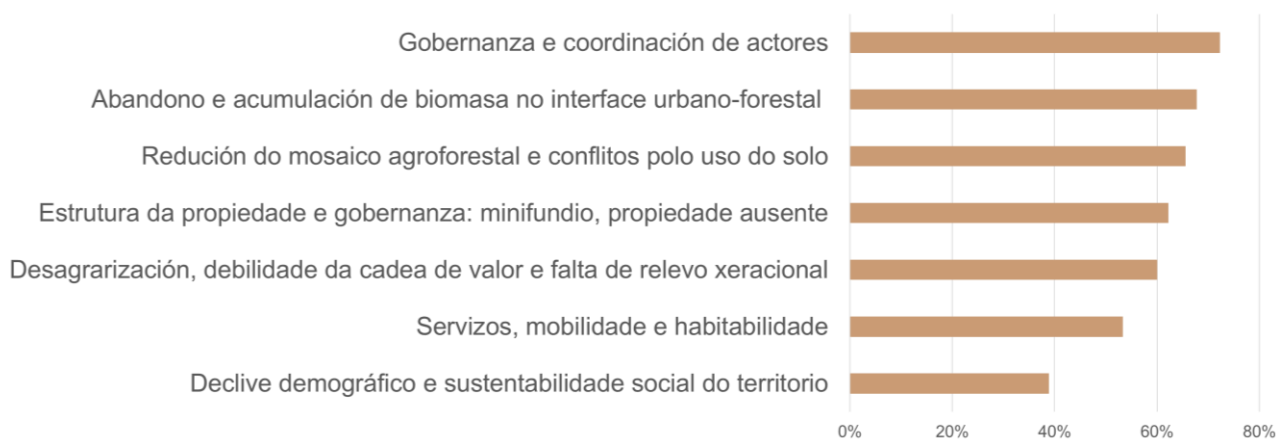 Gobernanza e coordinación de actores
Abandono e acumulación de biomasa no interface urbano-forestal
Redución do mosaico agroforestal e conflitos polo uso do solo
Estrutura da propiedade e gobernanza: minifundio, propiedade ausente
Desagrarización, debilidade da cadea de valor e falta de relevo xeracional
Servizos, mobilidade e habitabilidade
Declive demográfico e sustentabilidade social do territorio
0% 20% 40% 60% 80%